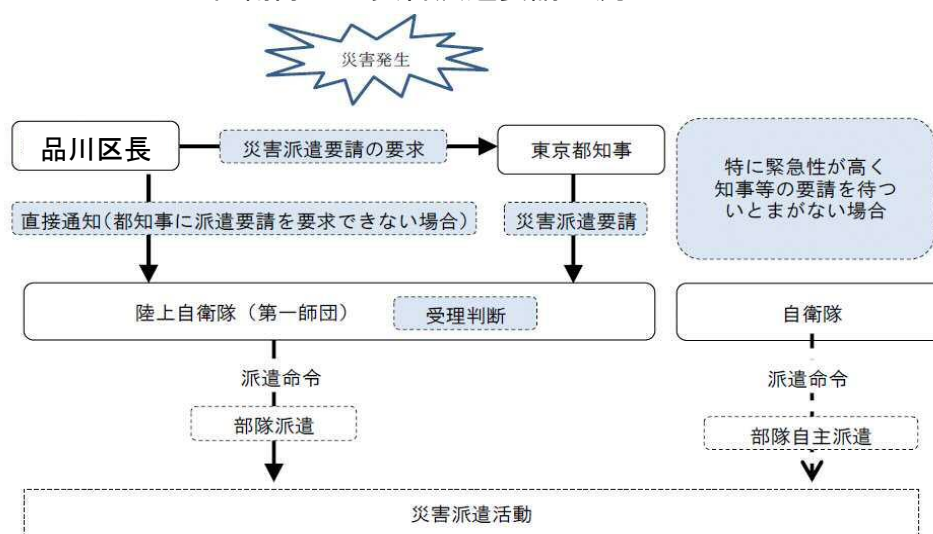 災害発生
品川区長
災害派遣要請の要求
東京都知事
特に緊急性が高く
知事等の要請を待つ
いとまがない場合
直接通知(都知事に派遣要請を要求できない場合)
災害派遣要請
陸上自衛隊(第一師団)
受理判断
自衛隊
派遣命令
派遣命令
部隊派遣
部隊自主派遣
災害派遣活動